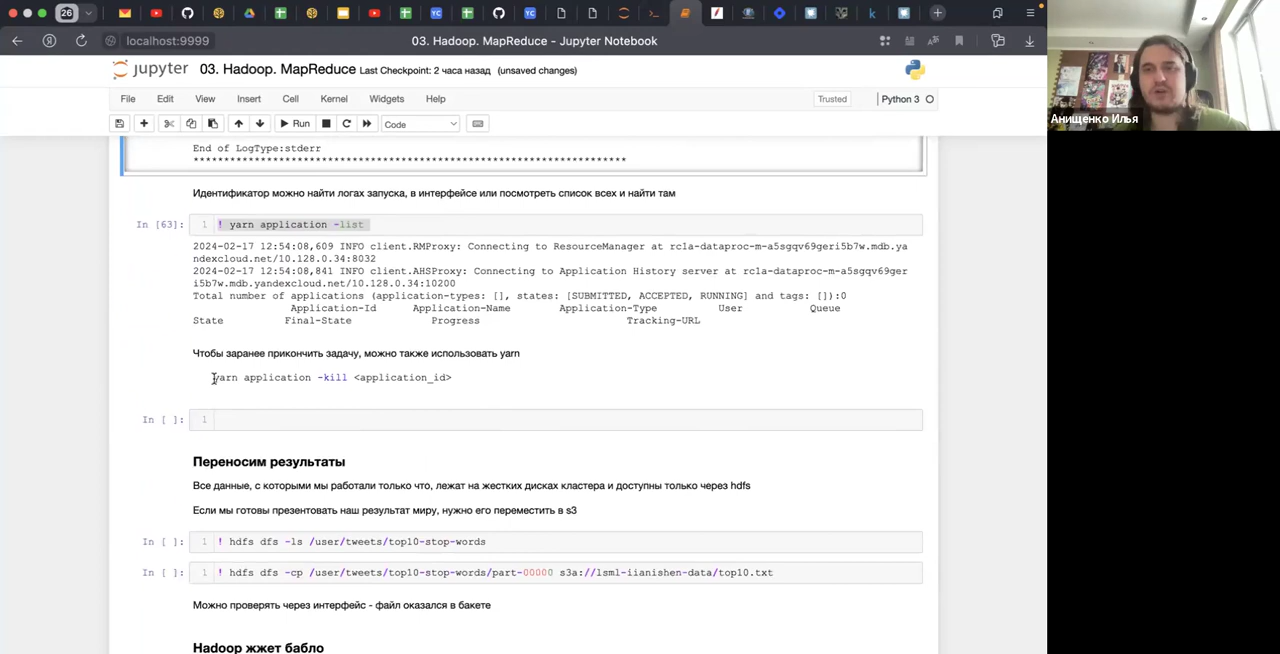 26
localhost:9999
03. Hadoop. MapReduce - Jupyter Notebook
jupyter 03. Hadoop. MapReduce Last Checkpoint: 2 часа назад (unsaved changes)
File Edit View Insert Cell Kernel Widgets Help
Trusted Python 3
Run Code
End of LogType:stderr
***********************************************************************
Идентификатор можно найти логах запуска, в интерфейсе или посмотреть список всех и найти там
In [63]: 1 ! yarn application -list
2024-02-17 12:54:08,609 INFO client.RMProxy: Connecting to ResourceManager at rc1a-dataproc-m-a5sgqv69geri5b7w.mdb.ya
ndexcloud.net/10.128.0.34:8032
2024-02-17 12:54:08,841 INFO client.AHSProxy: Connecting to Application History server at rc1a-dataproc-m-a5sgqv69ger
i5b7w.mdb.yandexcloud.net/10.128.0.34:10200
Total number of applications (application-types: [], states: [SUBMITTED, ACCEPTED, RUNNING] and tags: []):0
Application-Id Application-Name Application-Type User Queue
State Final-State Progress Tracking-URL
Чтобы заранее прикончить задачу, можно также использовать yarn
yarn application -kill <application_id>
In [ ]: 1
Переносим результаты
Все данные, с которыми мы работали только что, лежат на жестких дисках кластера и доступны только через hdfs
Если мы готовы презентовать наш результат миру, нужно его переместить в s3
In [ ]: 1 ! hdfs dfs -ls /user/tweets/top10-stop-words
In [ ]: 1 ! hdfs dfs -cp /user/tweets/top10-stop-words/part-00000 s3a://lsml-iianishen-data/top10.txt
Можно проверять через интерфейс - файл оказался в бакете
Hadoop жжет бабло
Анищенко Илья